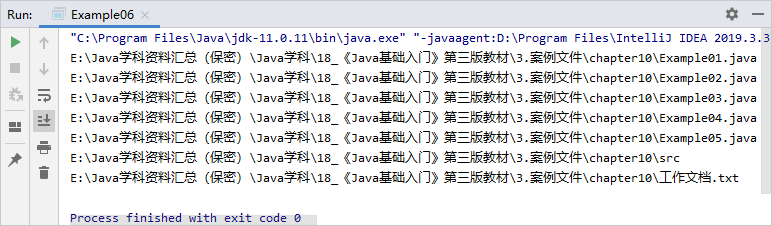 Run: Example06
"C:\Program Files\Java\jdk-11.0.11\bin\java.exe" "-javaagent:D:\Program Files\IntelliJ IDEA 2019.3.3
E:\Java学科资料汇总（保密）\Java学科\18_《Java基础入门》第三版教材\3.案例文件\chapter10\Example01.java
E:\Java学科资料汇总（保密）\Java学科\18_《Java基础入门》第三版教材\3.案例文件\chapter10\Example02.java
E:\Java学科资料汇总（保密）\Java学科\18_《Java基础入门》第三版教材\3.案例文件\chapter10\Example03.java
E:\Java学科资料汇总（保密）\Java学科\18_《Java基础入门》第三版教材\3.案例文件\chapter10\Example04.java
E:\Java学科资料汇总（保密）\Java学科\18_《Java基础入门》第三版教材\3.案例文件\chapter10\Example05.java
E:\Java学科资料汇总（保密）\Java学科\18_《Java基础入门》第三版教材\3.案例文件\chapter10\src
E:\Java学科资料汇总（保密）\Java学科\18_《Java基础入门》第三版教材\3.案例文件\chapter10\工作文档.txt
Process finished with exit code 0